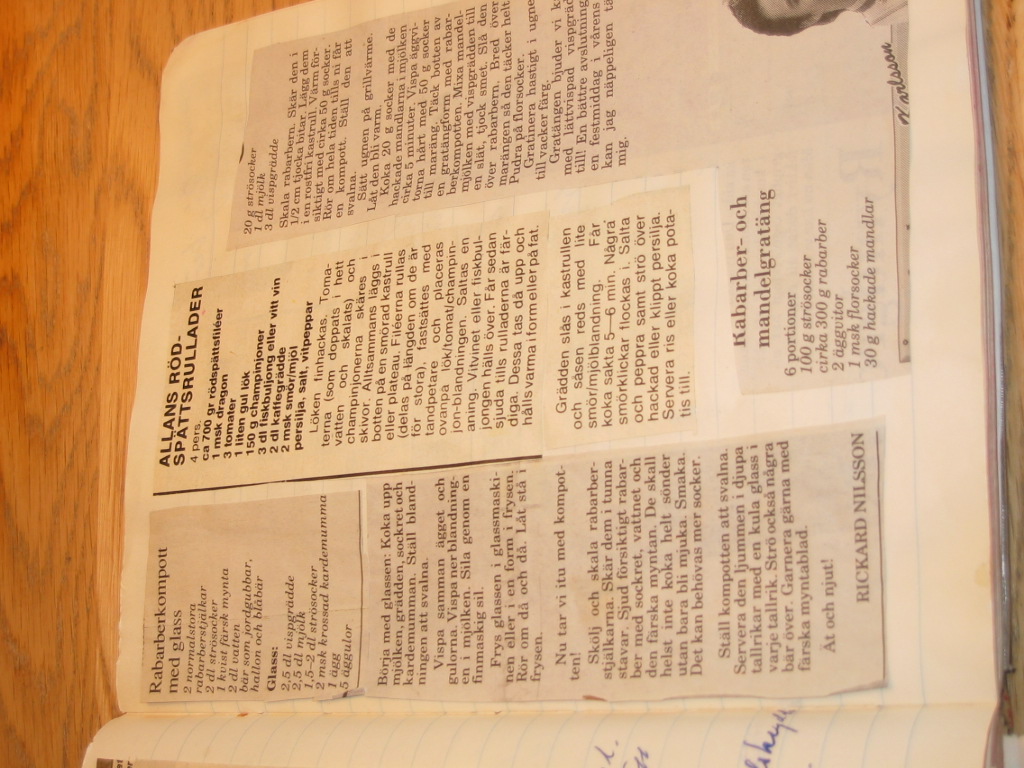 Rabarberkompott
med glass
2 normalstora
rabarberstjälkar
2 dl strösocker
1 kvist färsk mynta
2 dl vatten
bär som jordgubbar,
hallon och blåbär
Glass:
2,5 dl vispgrädde
2,5 dl mjölk
1,5–2 dl strösocker
2 msk krossad kardemumma
1 ägg
5 äggulor
Börja med glassen: Koka upp
mjölken, grädden, sockret och
kardemumman. Ställ bland-
ningen att svalna.
Vispa samman ägget och
gulorna. Vispa ner blandning-
en i mjölken. Sila genom en
finmaskig sil.
Frys glassen i glassmaski-
nen eller i en form i frysen.
Rör om då och då. Låt stå i
frysen.
Nu tar vi itu med kompot-
ten!
Skölj och skala rabarber-
stjälkarna. Skär dem i tunna
stavar. Sjud försiktigt rabar-
ber med sockret, vattnet och
den färska myntan. De skall
helst inte koka helt sönder
utan bara bli mjuka. Smaka.
Det kan behövas mer socker.
Ställ kompotten att svalna.
Servera den ljummen i djupa
tallrikar med en kula glass i
varje tallrik. Strö också några
bär över. Garnera gärna med
färska myntablad.
Ät och njut!
RICKARD NILSSON
ALLANS RÖD-
SPÄTTSRULLADER
4 pers.
ca 700 gr rödspättsfiléer
1 msk dragon
3 tomater
1 liten gul lök
150 g champinjoner
3 dl fiskbuljong eller vitt vin
2 dl kaffegrädde
2 msk smör/mjöl
persilja, salt, vitpeppar
Löken finhackas. Toma-
terna (som doppats i hett
vatten och skalats) och
champinjonerna skäres i
skivor. Alltsammans läggs i
botten på en smörad kastrull
eller plateau. Filéerna rullas
(delas på längden om de är
för stora), fastsättes med
tandpetare och placeras
ovanpå lök/tomat/champin-
jon-blandningen. Saltas en
aning. Vitvinet eller fiskbul-
jongen hälls över. Får sedan
sjuda tills ruladerna är fär-
diga. Dessa tas då upp och
hålls varma i form eller på fat.
Grädden slås i kastrullen
och såsen reds med lite
smör/mjölblandning. Får
koka sakta 5–6 min. Några
smörklickar flockas i. Salta
och peppra samt strö över
hackad eller klippt persilja.
Servera ris eller koka pota-
tis till.
Rabarber- och
mandelgratäng
6 portioner
100 g strösocker
cirka 300 g rabarber
2 äggvitor
1 msk florsocker
30 g hackade mandlar
20 g strösocker
1 dl mjölk
3 dl vispgrädde
Skala rabarbern. Skär den i
1/2 cm tjocka bitar. Lägg dem
i en rostfri kastrull. Värm för-
siktigt med cirka 50 g socker.
Rör om hela tiden tills ni får
en kompott. Ställ den att
svalna.
Sätt ugnen på grillvärme.
Låt den bli varm.
Koka 20 g socker med de
hackade mandlarna i mjölken
cirka 5 minuter. Vispa äggvi-
torna hårt med 50 g socker
till maräng. Täck botten av
en gratängform med rabar-
berkompotten. Mixa mandel-
mjölken med vispgrädden till
en slät, tjock smet. Slå den
över rabarbern. Bred över
marängen så den täcker helt.
Pudra på florsocker.
Gratinera hastigt i ugnen
till vacker färg.
Gratängen bjuder vi
med lättvispad vispgräd
till! En bättre avslutning
en festmiddag i vårens
kan jag näppeligen tä
mig.
Karlsson